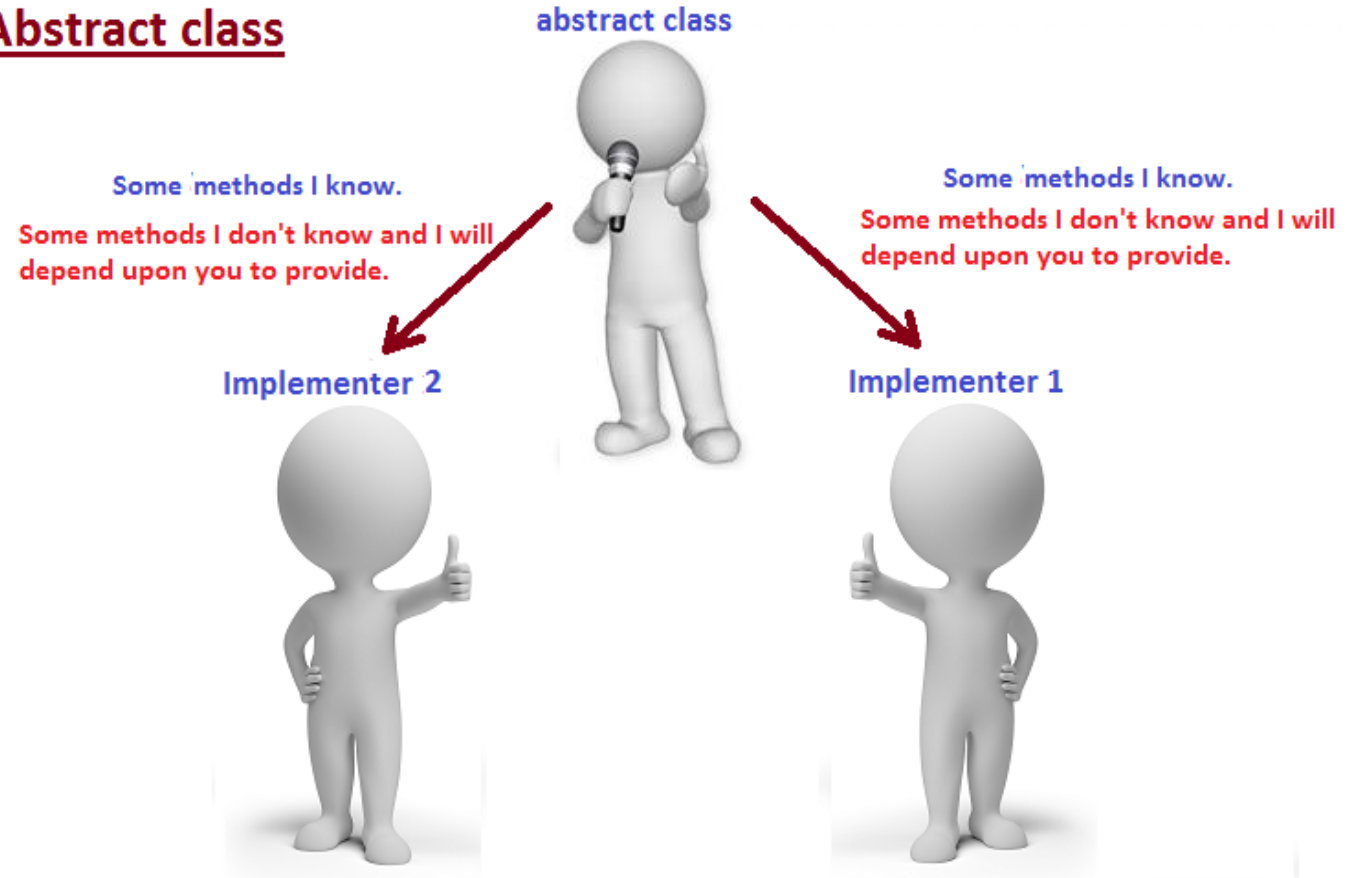 Abstract class
abstract class
Some methods I know.
Some methods I don't know and I will
depend upon you to provide.
Some methods I know.
Some methods I don't know and I will
depend upon you to provide.
Implementer 2
Implementer 1